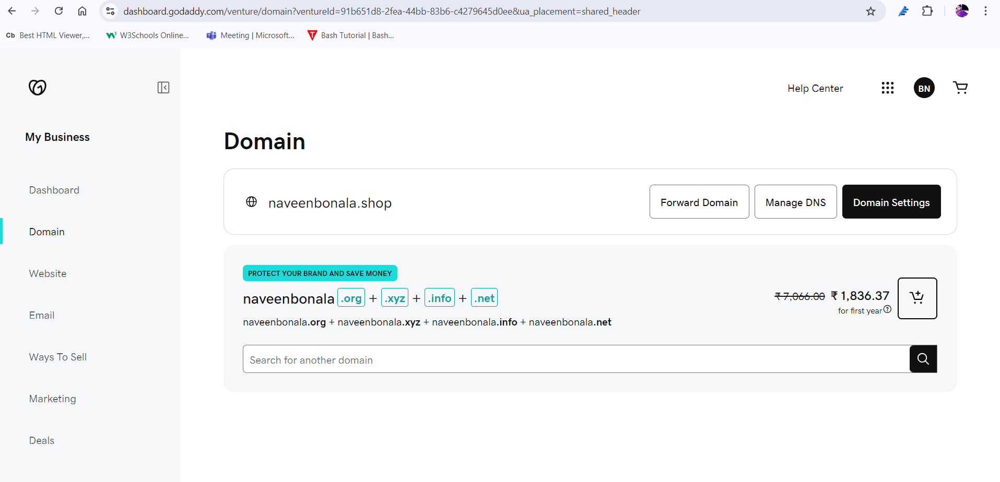 dashboard.godaddy.com/venture/domain?ventureId=91b651d8-2fea-44bb-83b6-c4279645d0ee&ua_placement=shared_header
Cb Best HTML Viewer,... W3Schools Online... Meeting | Microsoft... Bash Tutorial | Bash...
Help Center BN
My Business
Dashboard
Domain
Website
Email
Ways To Sell
Marketing
Deals
Domain
naveenbonala.shop Forward Domain Manage DNS Domain Settings
PROTECT YOUR BRAND AND SAVE MONEY
naveenbonala .org + .xyz + .info + .net
₹ 7,066.00 ₹ 1,836.37
for first year ?
naveenbonala.org + naveenbonala.xyz + naveenbonala.info + naveenbonala.net
Search for another domain